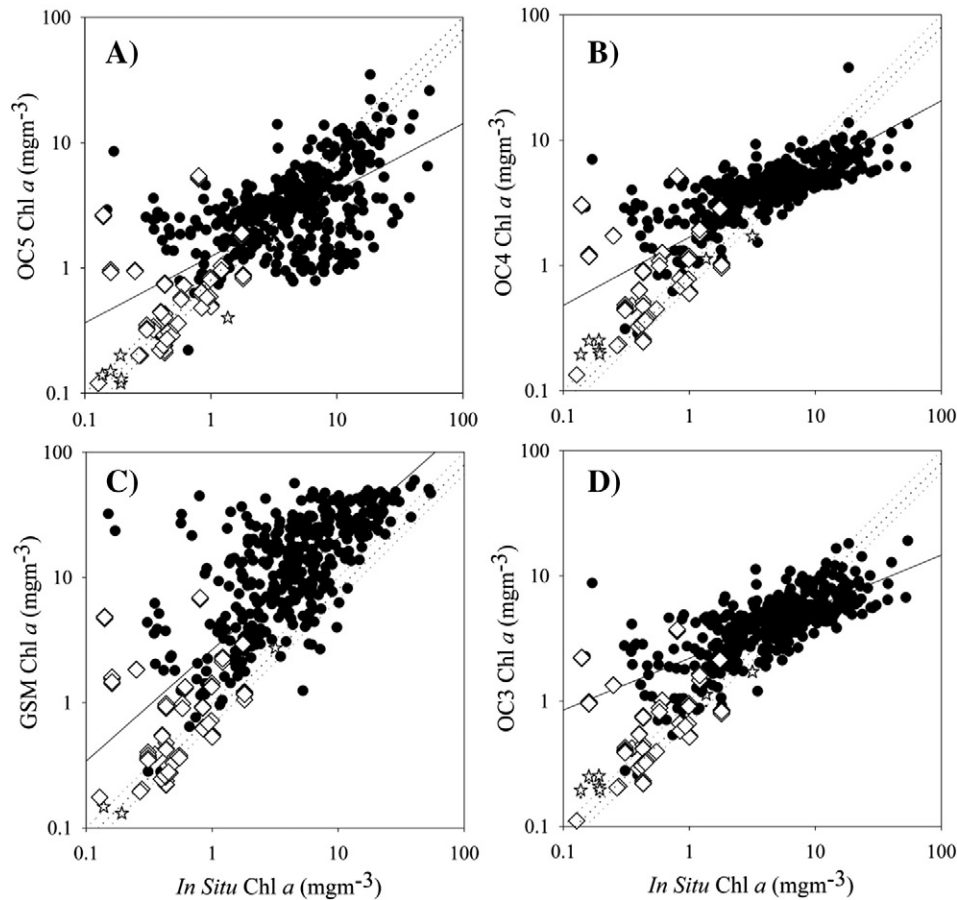 A)
OC5 Chl a (mgm-3)
100
10
1
0.1
0.1 1 10 100
B)
OC4 Chl a (mgm-3)
100
10
1
0.1
0.1 1 10 100
C)
GSM Chl a (mgm-3)
100
10
1
0.1
0.1 1 10 100
In Situ Chl a (mgm-3)
D)
OC3 Chl a (mgm-3)
100
10
1
0.1
0.1 1 10 100
In Situ Chl a (mgm-3)